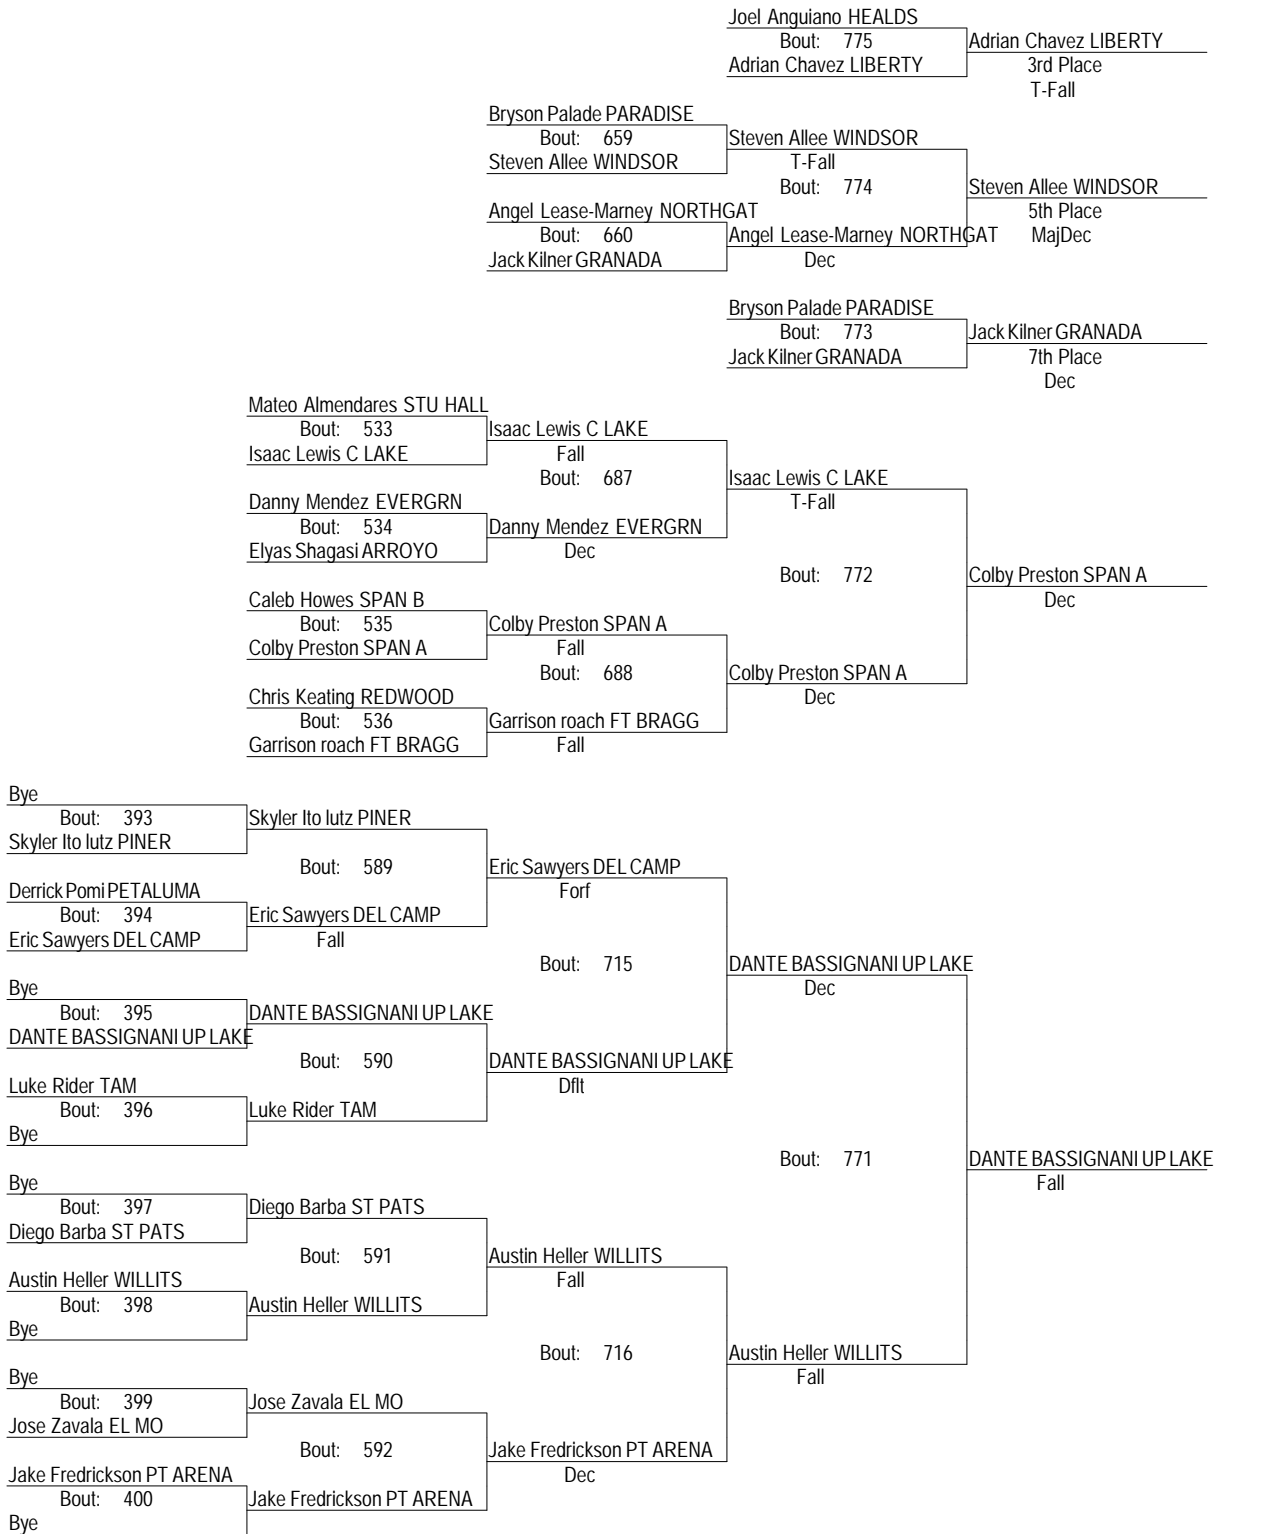 Joel Anguiano HEALDS
Bout: 775 Adrian Chavez LIBERTY
Adrian Chavez LIBERTY 3rd Place
T-Fall
Bryson Palade PARADISE
Bout: 659 Steven Allee WINDSOR
Steven Allee WINDSOR T-Fall
Bout: 774 Steven Allee WINDSOR
Angel Lease-Marney NORTHGAT 5th Place
Bout: 660 Angel Lease-Marney NORTHGAT MajDec
Jack Kilner GRANADA Dec
Bryson Palade PARADISE
Bout: 773 Jack Kilner GRANADA
Jack Kilner GRANADA 7th Place
Dec
Mateo Almendares STU HALL
Bout: 533 Isaac Lewis C LAKE
Isaac Lewis C LAKE Fall
Bout: 687 Isaac Lewis C LAKE
Danny Mendez EVERGRN T-Fall
Bout: 534 Danny Mendez EVERGRN
Elyas Shagasi ARROYO Dec
Bout: 772 Colby Preston SPAN A
Caleb Howes SPAN B Dec
Bout: 535 Colby Preston SPAN A
Colby Preston SPAN A Fall
Bout: 688 Colby Preston SPAN A
Chris Keating REDWOOD Dec
Bout: 536 Garrison roach FT BRAGG
Garrison roach FT BRAGG Fall
Bye
Bout: 393 Skyler Ito lutz PINER
Skyler Ito lutz PINER
Bout: 589 Eric Sawyers DEL CAMP
Derrick Pomi PETALUMA Forf
Bout: 394 Eric Sawyers DEL CAMP
Eric Sawyers DEL CAMP Fall
Bout: 715 DANTE BASSIGNANI UP LAKE
Bye Dec
Bout: 395 DANTE BASSIGNANI UP LAKE
DANTE BASSIGNANI UP LAKE
Bout: 590 DANTE BASSIGNANI UP LAKE
Luke Rider TAM Dflt
Bout: 396 Luke Rider TAM
Bye
Bout: 771 DANTE BASSIGNANI UP LAKE
Bye Fall
Bout: 397 Diego Barba ST PATS
Diego Barba ST PATS
Bout: 591 Austin Heller WILLITS
Austin Heller WILLITS Fall
Bout: 398 Austin Heller WILLITS
Bye
Bout: 716 Austin Heller WILLITS
Bye Fall
Bout: 399 Jose Zavala EL MO
Jose Zavala EL MO
Bout: 592 Jake Fredrickson PT ARENA
Jake Fredrickson PT ARENA Dec
Bout: 400 Jake Fredrickson PT ARENA
Bye